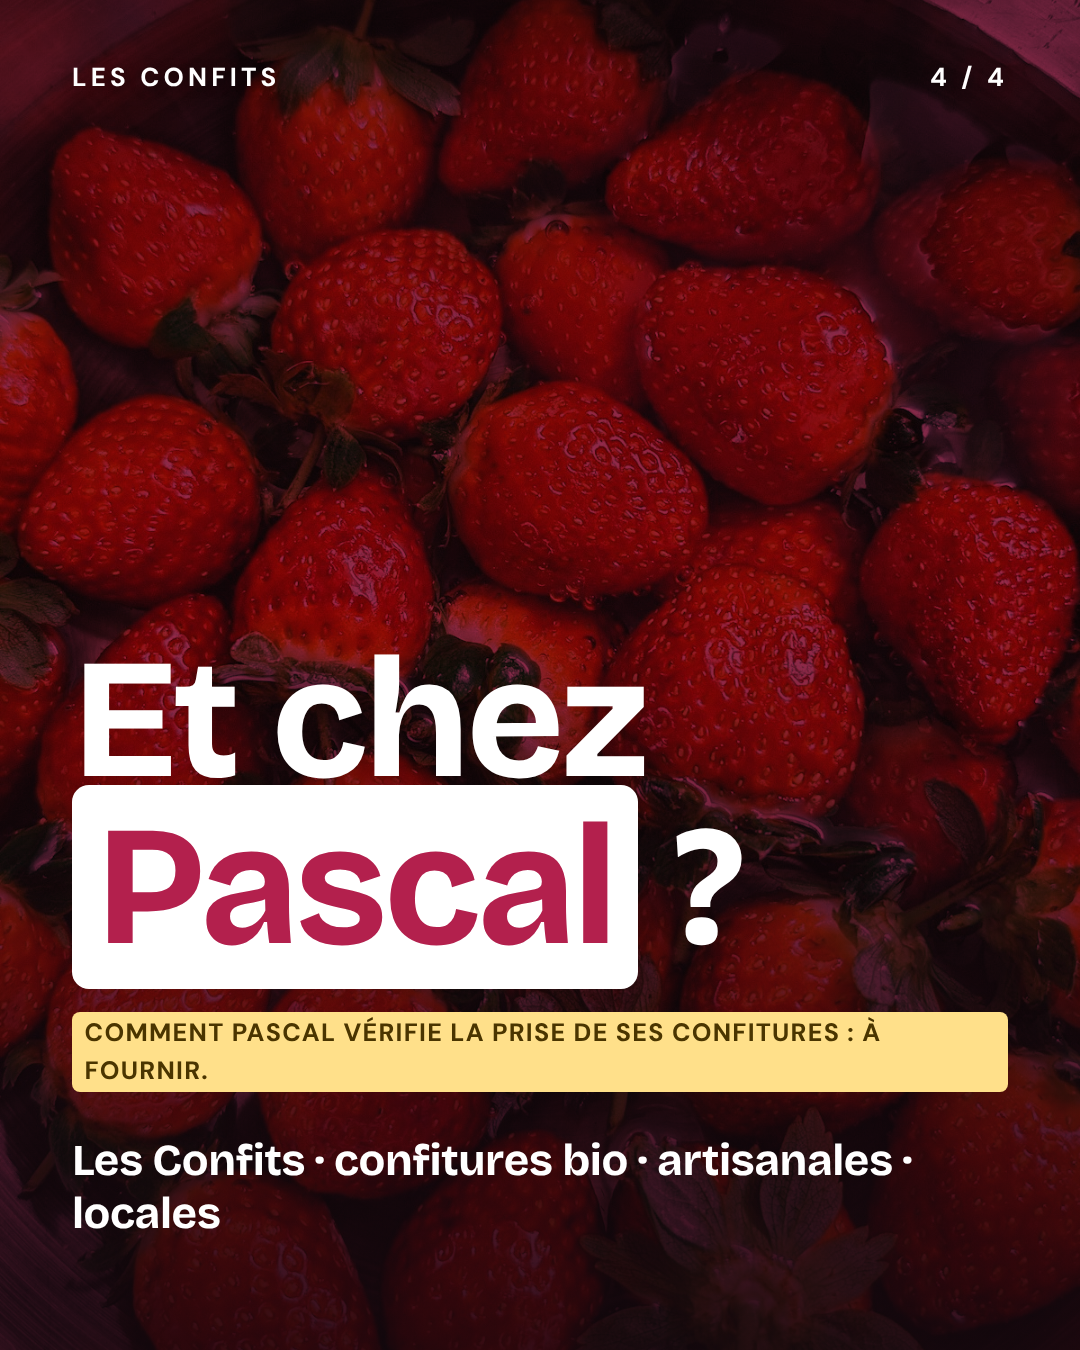 LES CONFITS
4 / 4
Et chez
Pascal ?
COMMENT PASCAL VÉRIFIE LA PRISE DE SES CONFITURES : À
FOURNIR.
Les Confits · confitures bio · artisanales ·
locales